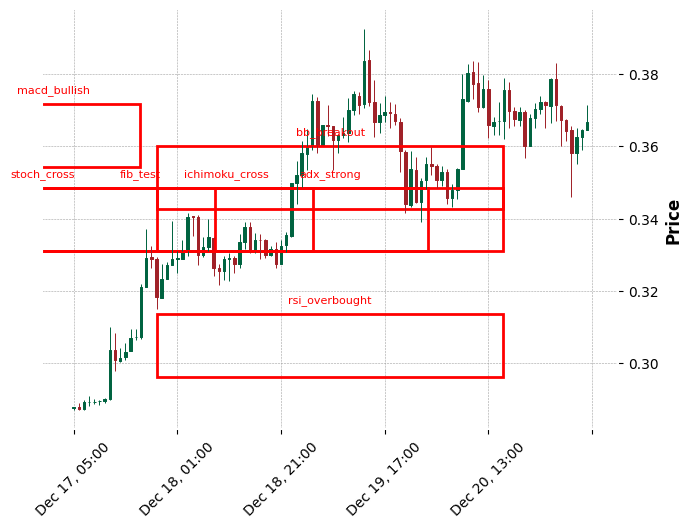 macd_bullish
bb_breakout
stoch_cross
fib_test
ichimoku_cross
adx_strong
rsi_overbought
0.38
0.36
0.34
0.32
0.30
Price
Dec 17, 05:00
Dec 18, 01:00
Dec 18, 21:00
Dec 19, 17:00
Dec 20, 13:00